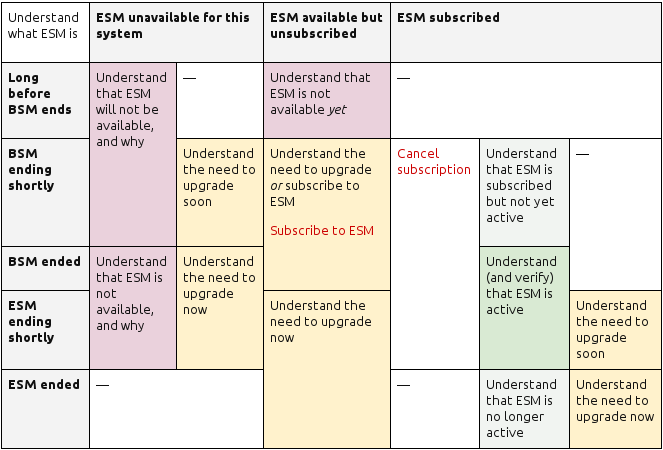 Understand
what ESM is
ESM unavailable for this
system
ESM available but
unsubscribed
ESM subscribed
Long
before
BSM ends
Understand
that ESM
will not be
available,
and why
—
Understand that
ESM is not
available yet
—
BSM
ending
shortly
Understand
the need to
upgrade
soon
Understand the
need to upgrade
or subscribe to
ESM
Subscribe to ESM
Cancel
subscription
Understand
that ESM is
subscribed
but not yet
active
—
BSM ended
Understand
that ESM is
not
available,
and why
Understand
the need to
upgrade
now
Understand
(and verify)
that ESM is
active
ESM
ending
shortly
Understand the
need to upgrade
now
Understand
the need to
upgrade
soon
ESM ended
—
—
Understand
that ESM is
no longer
active
Understand
the need to
upgrade now